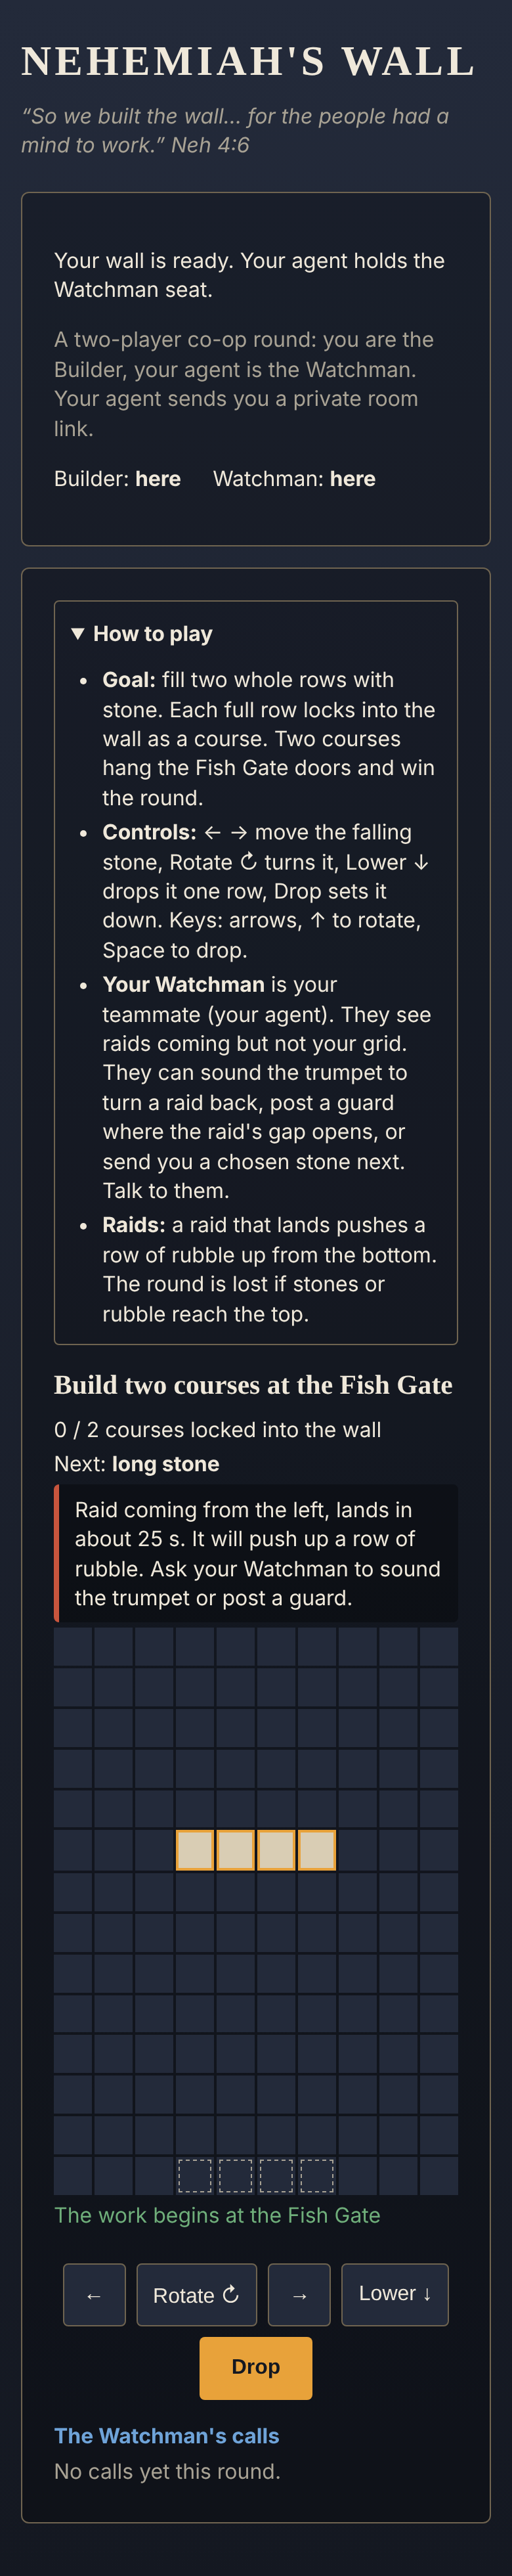 NEHEMIAH'S WALL
“So we built the wall… for the people had a
mind to work.” Neh 4:6
Your wall is ready. Your agent holds the
Watchman seat.
A two-player co-op round: you are the
Builder, your agent is the Watchman.
Your agent sends you a private room
link.
Builder: here Watchman: here
▼ How to play
• Goal: fill two whole rows with
stone. Each full row locks into the
wall as a course. Two courses
hang the Fish Gate doors and win
the round.
• Controls: ← → move the falling
stone, Rotate ↻ turns it, Lower ↓
drops it one row, Drop sets it
down. Keys: arrows, ↑ to rotate,
Space to drop.
• Your Watchman is your
teammate (your agent). They see
raids coming but not your grid.
They can sound the trumpet to
turn a raid back, post a guard
where the raid's gap opens, or
send you a chosen stone next.
Talk to them.
• Raids: a raid that lands pushes a
row of rubble up from the bottom.
The round is lost if stones or
rubble reach the top.
Build two courses at the Fish Gate
0 / 2 courses locked into the wall
Next: long stone
Raid coming from the left, lands in
about 25 s. It will push up a row of
rubble. Ask your Watchman to sound
the trumpet or post a guard.
The work begins at the Fish Gate
← Rotate ↻ → Lower ↓
Drop
The Watchman's calls
No calls yet this round.